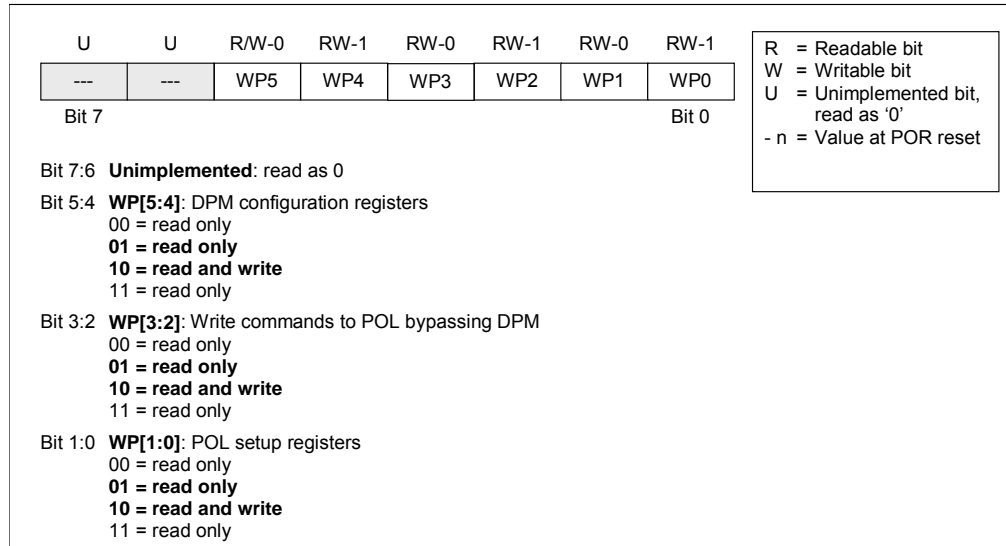 U U R/W-0 RW-1 RW-0 RW-1 RW-0 RW-1
--- --- WP5 WP4 WP3 WP2 WP1 WP0
Bit 7 Bit 0
R = Readable bit
W = Writable bit
U = Unimplemented bit,
read as ‘0’
- n = Value at POR reset
Bit 7:6 Unimplemented: read as 0
Bit 5:4 WP[5:4]: DPM configuration registers
00 = read only
01 = read only
10 = read and write
11 = read only
Bit 3:2 WP[3:2]: Write commands to POL bypassing DPM
00 = read only
01 = read only
10 = read and write
11 = read only
Bit 1:0 WP[1:0]: POL setup registers
00 = read only
01 = read only
10 = read and write
11 = read only